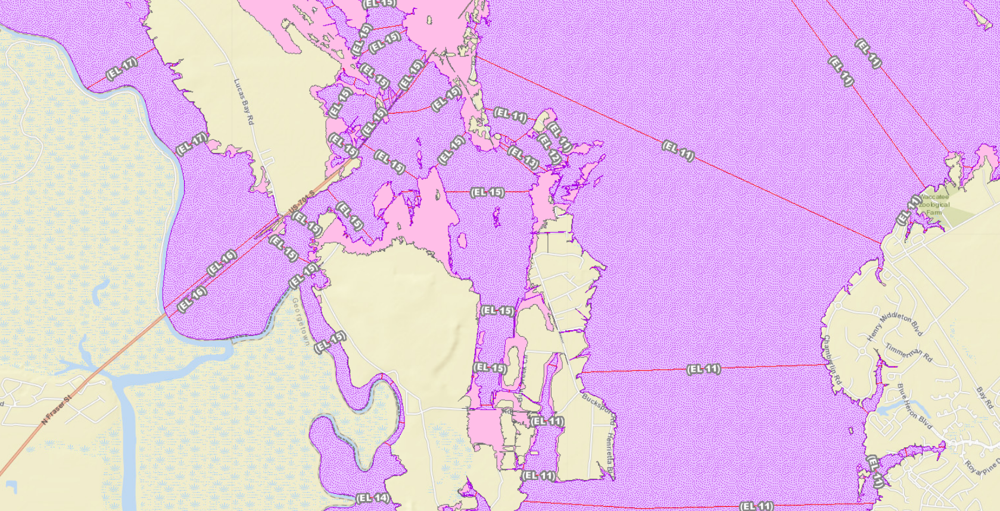 (EL 15)
(EL 15)
(EL 15)
(EL 11)
(EL 17)
(EL 11)
(EL 15)
(EL 15)
Lucas Bay Rd
(EL 15)
(EL 15)
(EL 11)
(EL 15)
(EL 11)
(EL 17)
(EL 15)
(EL 15)
(EL 12)
(EL 11)
(EL 15)
(EL 13)
(EL 15)
US-701 S
Waccatee
Zoological
Farm
(EL 11)
(EL 15)
(EL 15)
(EL 15)
(EL 16)
(EL 15)
(EL 16)
Georgetown
(EL 15)
Henry Middleton Blvd
(EL 15)
Timmerman Rd
Chamberlin Rd
(EL 15)
(EL 11)
N Fraser St
Bay Rd
Blue Heron Blvd
(EL 11)
Henrietta Bl
(EL 11)
(EL 11)
Royal Pine D
(EL 14)
(EL 11)